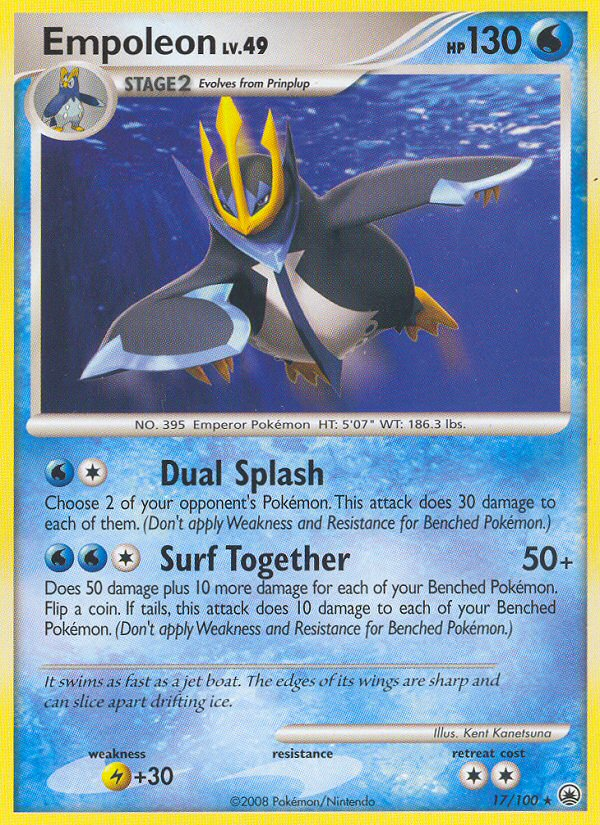 Empoleon LV.49 HP 130
STAGE2 Evolves from Prinplup
NO. 395 Emperor Pokémon HT: 5'07" WT: 186.3 lbs.
Dual Splash
Choose 2 of your opponent's Pokémon. This attack does 30 damage to
each of them. (Don't apply Weakness and Resistance for Benched Pokémon.)
Surf Together 50+
Does 50 damage plus 10 more damage for each of your Benched Pokémon.
Flip a coin. If tails, this attack does 10 damage to each of your Benched
Pokémon. (Don't apply Weakness and Resistance for Benched Pokémon.)
It swims as fast as a jet boat. The edges of its wings are sharp and
can slice apart drifting ice.
Illus. Kent Kanetsuna
weakness resistance retreat cost
+30
©2008 Pokémon/Nintendo 17/100